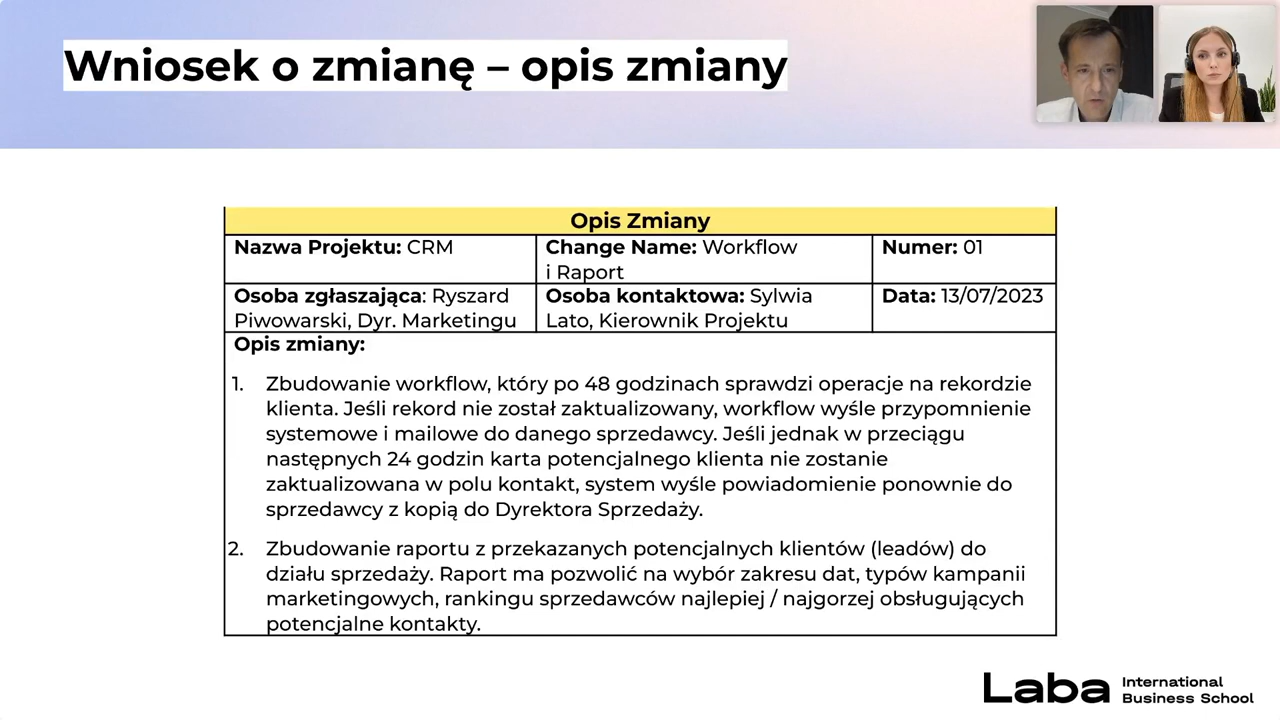 Wniosek o zmianę – opis zmiany
Opis Zmiany
Nazwa Projektu: CRM
Change Name: Workflow
i Raport
Numer: 01
Osoba zgłaszająca: Ryszard
Piwowarski, Dyr. Marketingu
Osoba kontaktowa: Sylwia
Lato, Kierownik Projektu
Data: 13/07/2023
Opis zmiany:
1. Zbudowanie workflow, który po 48 godzinach sprawdzi operacje na rekordzie
klienta. Jeśli rekord nie został zaktualizowany, workflow wyśle przypomnienie
systemowe i mailowe do danego sprzedawcy. Jeśli jednak w przeciągu
następnych 24 godzin karta potencjalnego klienta nie zostanie
zaktualizowana w polu kontakt, system wyśle powiadomienie ponownie do
sprzedawcy z kopią do Dyrektora Sprzedaży.
2. Zbudowanie raportu z przekazanych potencjalnych klientów (leadów) do
działu sprzedaży. Raport ma pozwolić na wybór zakresu dat, typów kampanii
marketingowych, rankingu sprzedawców najlepiej / najgorzej obsługujących
potencjalne kontakty.
Laba International
Business School